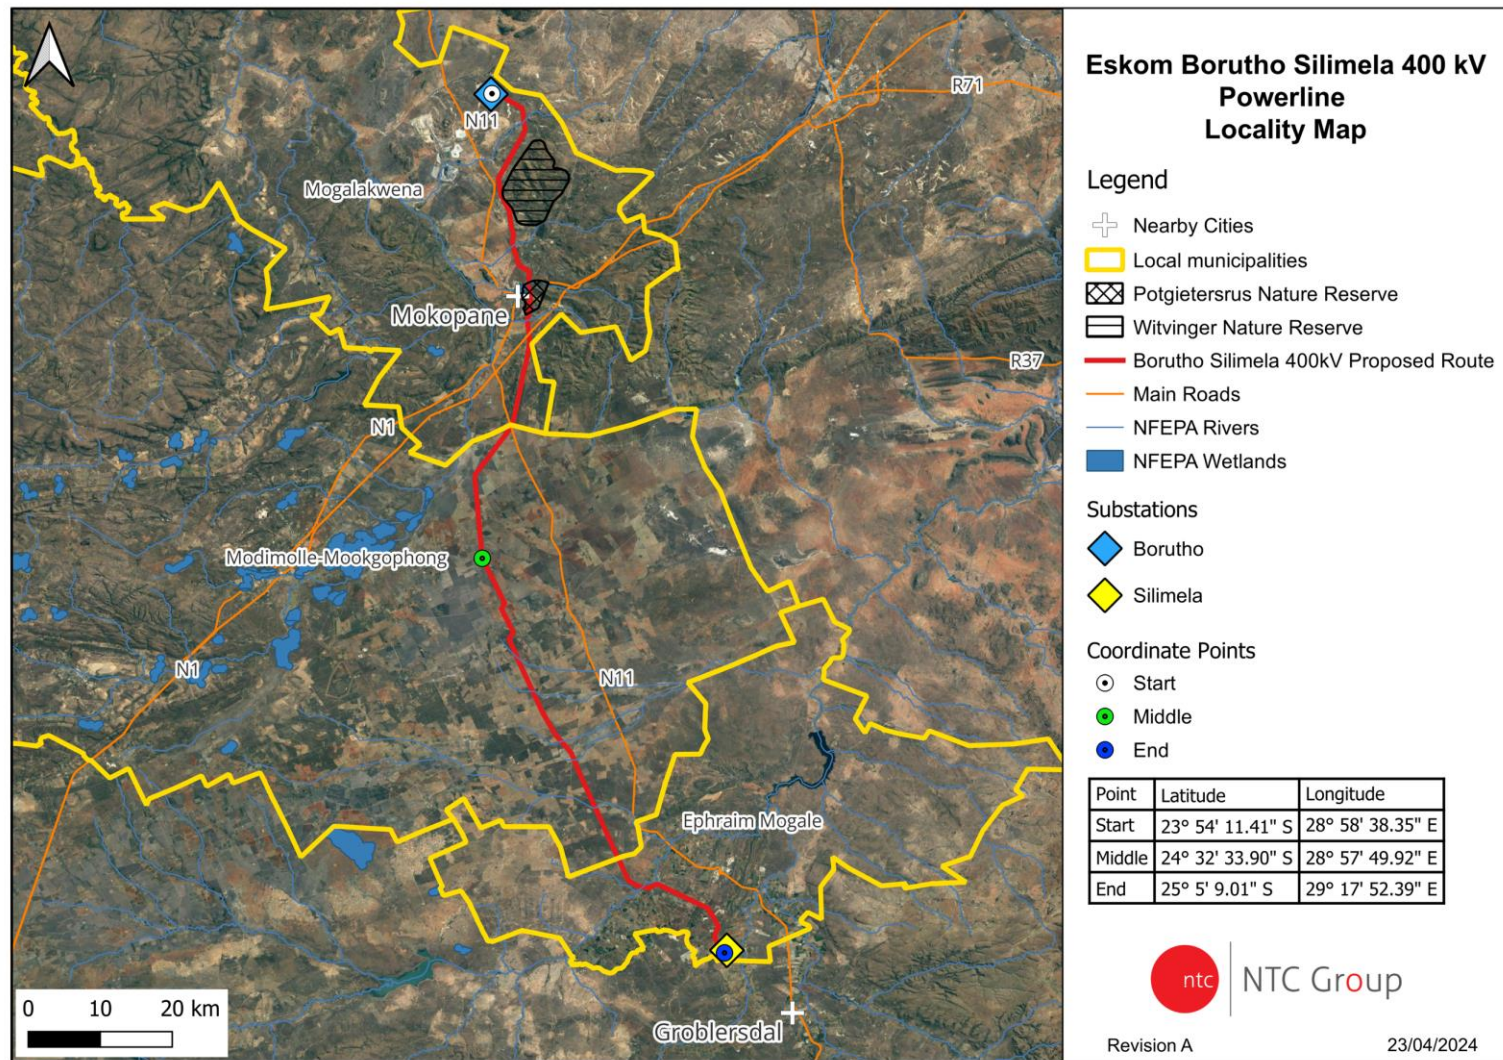 Eskom Borutho Silimela 400 kV
Powerline
Locality Map
Legend
Nearby Cities
Local municipalities
Potgietersrus Nature Reserve
Witvinger Nature Reserve
Borutho Silimela 400kV Proposed Route
Main Roads
NFEPA Rivers
NFEPA Wetlands
Substations
Borutho
Silimela
Coordinate Points
Start
Middle
End
Point Latitude Longitude
Start 23° 54' 11.41" S 28° 58' 38.35" E
Middle 24° 32' 33.90" S 28° 57' 49.92" E
End 25° 5' 9.01" S 29° 17' 52.39" E
ntc NTC Group
Revision A 23/04/2024
R71
N11
Mogalakwena
Mokopane
R37
N1
Modimolle-Mookgophong
N1
N11
Ephraim Mogale
Groblersdal
0 10 20 km